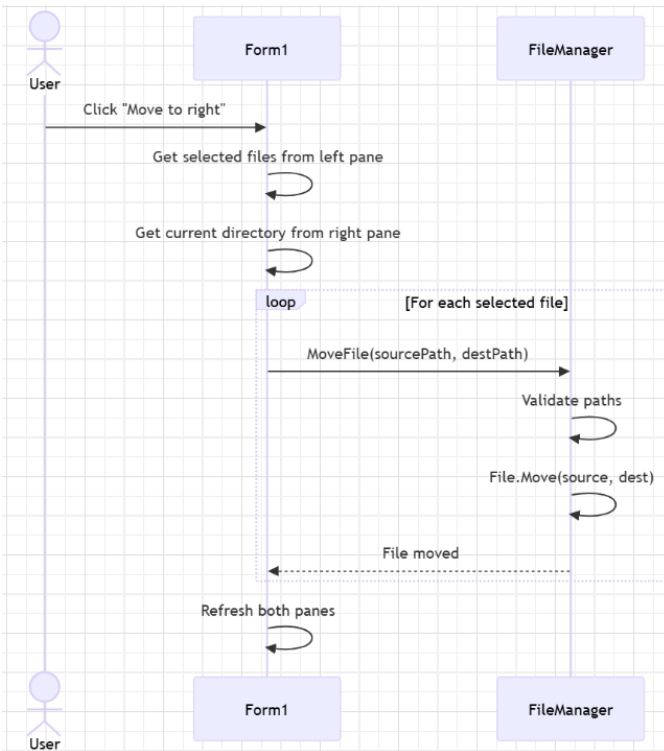 Form1
FileManager
User
Click "Move to right"
Get selected files from left pane
Get current directory from right pane
loop
[For each selected file]
MoveFile(sourcePath, destPath)
Validate paths
File.Move(source, dest)
File moved
Refresh both panes
Form1
FileManager
User